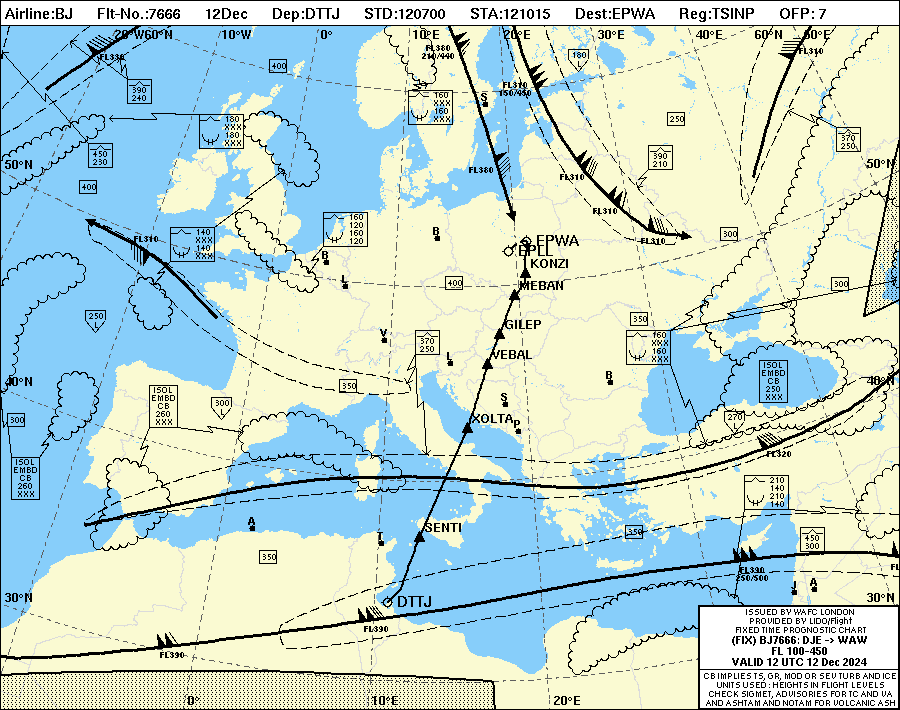 Airline:BJ Flt-No.:7666 12Dec Dep:DTTJ STD:120700 STA:121015 Dest:EPWA Reg:TSINP OFP: 7
20°W60°N 10°W 0° 10°E 20°E 30°E 40°E 60°N 50°E
FL330
FL380
210/440
FL310
150/450
FL310
400
180
L
390
240
160
XXX
160
XXX
S
250
180
XXX
180
XXX
370
250
50°N
450
230
390
210
50°N
400
FL380
FL310
FL310
FL310
FL310
140
XXX
140
XXX
160
120
160
120
B
B
L
300
EPWA
EPLL
KONZI
400
MEBAN
300
250
L
350
GILEP
V
370
250
L
VEBAL
160
XXX
160
XXX
B
40°N
350
ISOL
EMBD
CB
250
XXX
40°N
ISOL
EMBD
CB
260
XXX
300
L
S
P
XOLTA
300
270
L
FL320
ISOL
EMBD
CB
260
XXX
210
140
210
140
A
T
SENTI
350
450
300
350
FL390
250/500
FL
J
A
30°N
DTTJ
30°N
FL390
FL390
0° 10°E 20°E
ISSUED BY WAFC LONDON
PROVIDED BY LIDO/Flight
FIXED TIME PROGNOSTIC CHART
(FIX) BJ7666: DJE -> WAW
FL 100-450
VALID 12 UTC 12 Dec 2024
CB IMPLIES TS, GR, MOD OR SEV TURB AND ICE
UNITS USED : HEIGHTS IN FLIGHT LEVELS
CHECK SIGMET, ADVISORIES FOR TC AND VA
AND ASHTAM AND NOTAM FOR VOLCANIC ASH